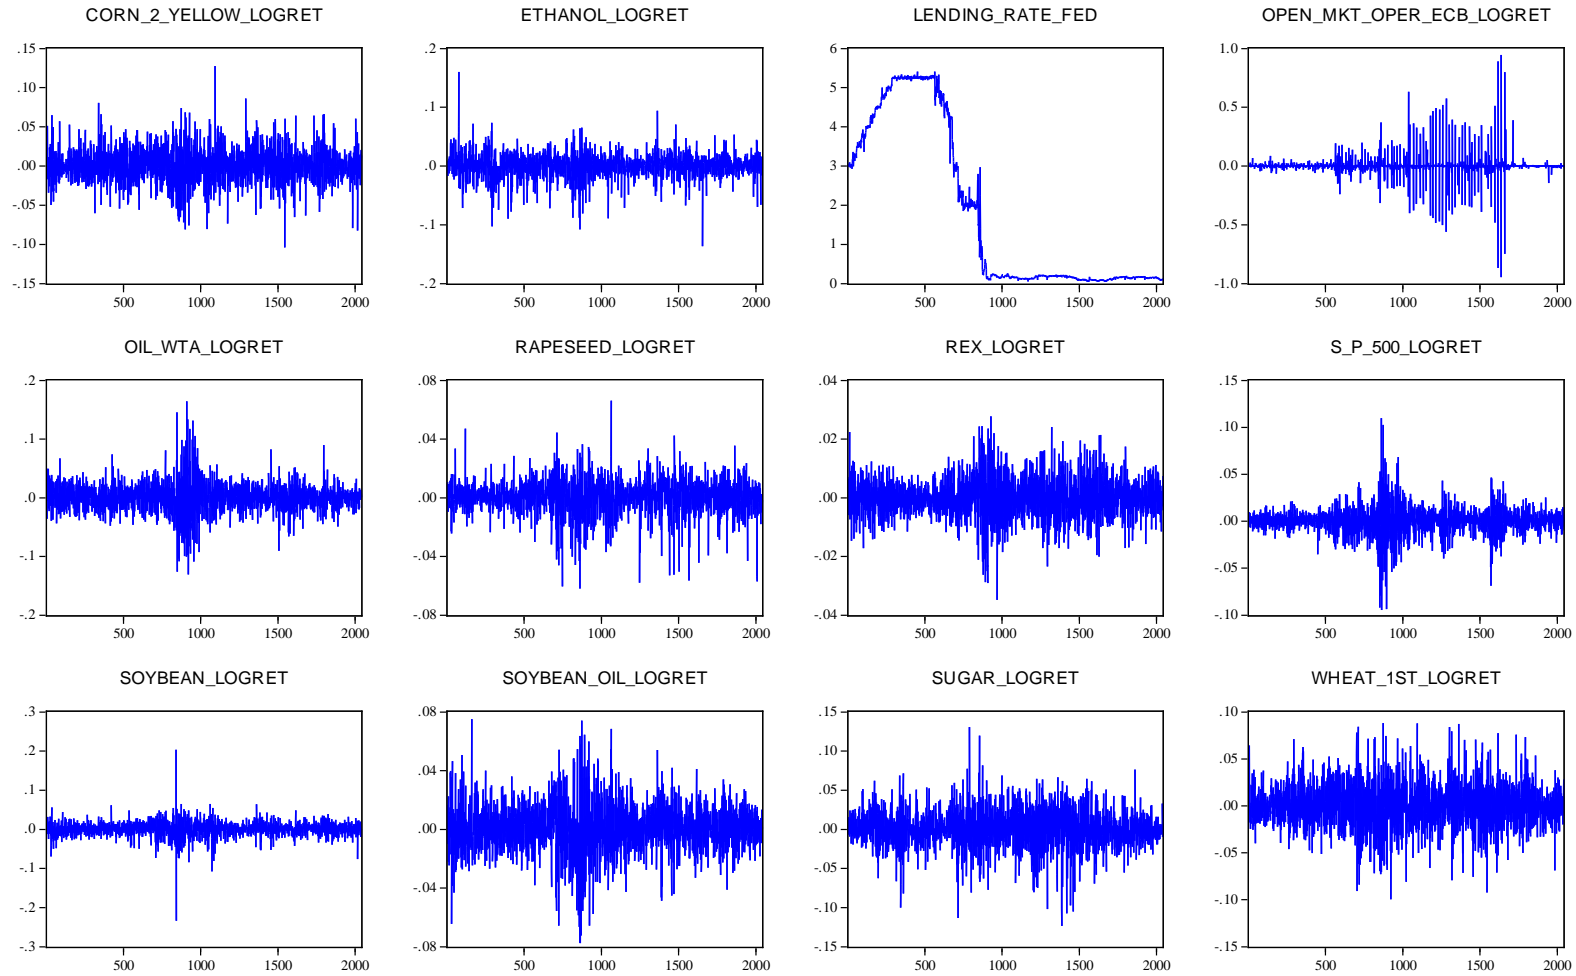 CORN_2_YELLOW_LOGRET ETHANOL_LOGRET LENDING_RATE_FED OPEN_MKT_OPER_ECB_LOGRET
.15 .2 6 1.0
.10 5
.05 .1 4 0.5
.00 .0 3 0.0
-.05 2
-.10 -.1 1 -0.5
-.15 -.2 0 -1.0
500 1000 1500 2000 500 1000 1500 2000 500 1000 1500 2000 500 1000 1500 2000
OIL_WTA_LOGRET RAPESEED_LOGRET REX_LOGRET S_P_500_LOGRET
.2 .08 .04 .15
.1 .04 .02 .10
.05
.0 .00 .00 .00
-.1 -.04 -.02 -.05
-.2 -.08 -.04 -.10
500 1000 1500 2000 500 1000 1500 2000 500 1000 1500 2000 500 1000 1500 2000
SOYBEAN_LOGRET SOYBEAN_OIL_LOGRET SUGAR_LOGRET WHEAT_1ST_LOGRET
.3 .08 .15 .10
.2 .04 .10 .05
.1 .05
.0 .00 .00 .00
-.1 -.05 -.05
-.2 -.04 -.10 -.10
-.3 -.08 -.15 -.15
500 1000 1500 2000 500 1000 1500 2000 500 1000 1500 2000 500 1000 1500 2000